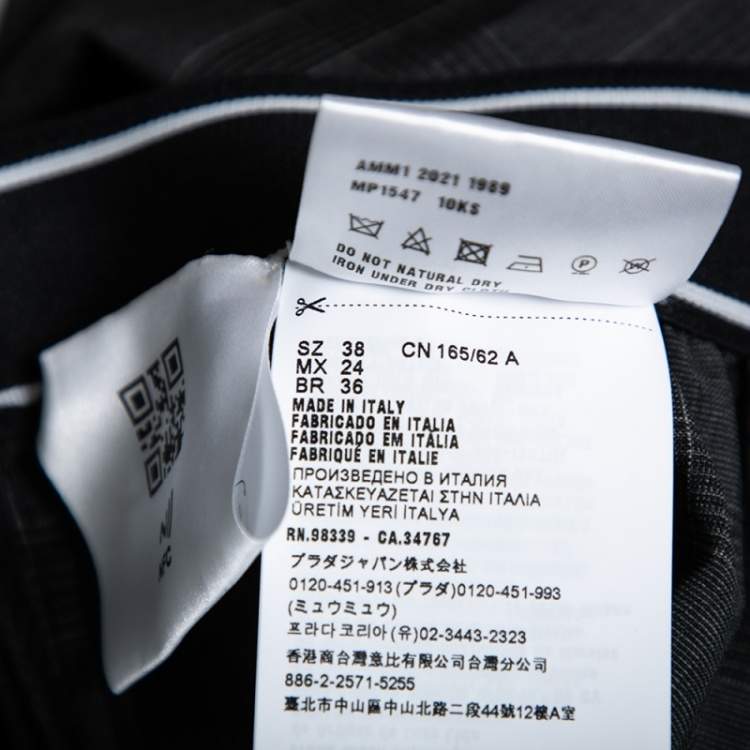 AMM1 2021 1989
MP1547 10KS
P
DO NOT NATURAL DRY
IRON UNDER DRY CLOTH
SZ 38 CN 165/62 A
MX 24
BR 36
MADE IN ITALY
FABRICADO EN ITALIA
FABRICADO EM ITÁLIA
FABRIQUÉ EN ITALIE
ПРОИЗВЕДЕНО В ИТАЛИЯ
ΚΑΤΑΣΚΕΥΑΖΕΤΑΙ ΣΤΗΝ ΙΤΑΛΙΑ
ÜRETİM YERİ İTALYA
RN.98339 - CA.34767
プラダジャパン株式会社
0120-451-913(プラダ)0120-451-993
(ミュウミュウ)
프라다코리아(유)02-3443-2323
香港商台灣意比有限公司台灣分公司
886-2-2571-5255
臺北市中山區中山北路二段44號12樓A室